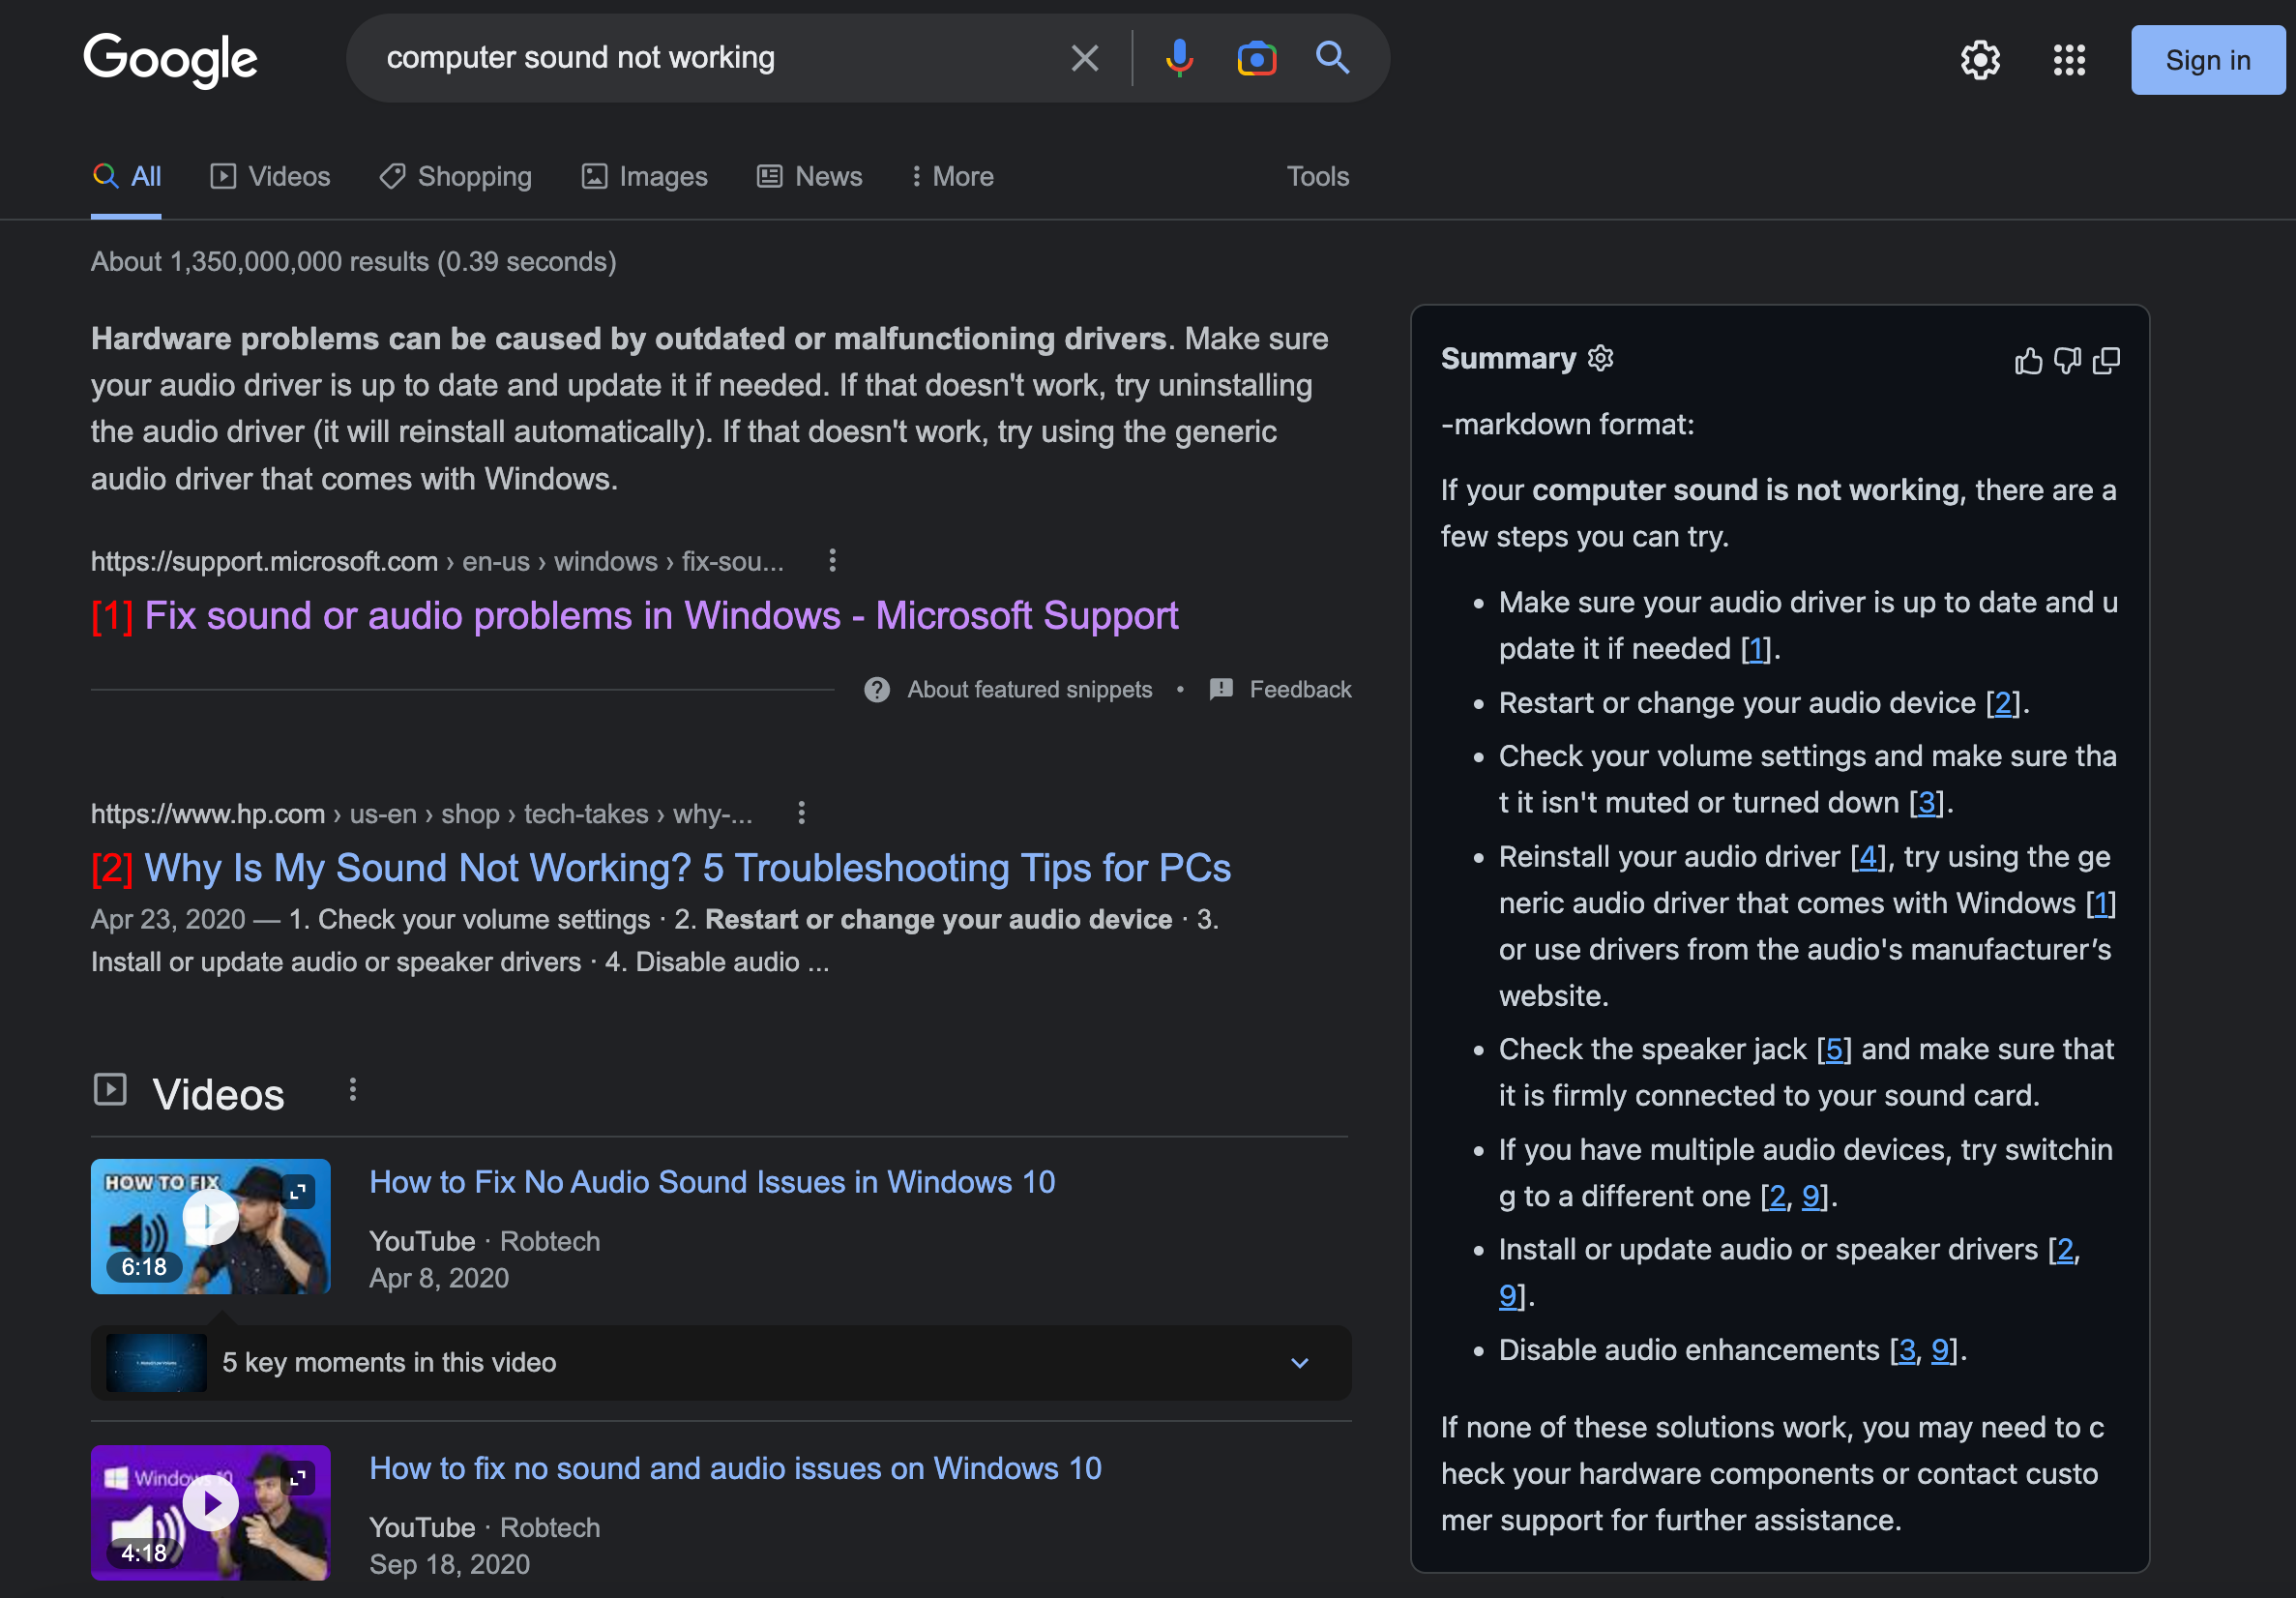 Google
computer sound not working
Sign in
All
Videos
Shopping
Images
News
More
Tools
About 1,350,000,000 results (0.39 seconds)
Hardware problems can be caused by outdated or malfunctioning drivers. Make sure
your audio driver is up to date and update it if needed. If that doesn't work, try uninstalling
the audio driver (it will reinstall automatically). If that doesn't work, try using the generic
audio driver that comes with Windows.
https://support.microsoft.com › en-us › windows › fix-sou...
[1] Fix sound or audio problems in Windows - Microsoft Support
About featured snippets • Feedback
https://www.hp.com › us-en › shop › tech-takes › why-...
[2] Why Is My Sound Not Working? 5 Troubleshooting Tips for PCs
Apr 23, 2020 — 1. Check your volume settings · 2. Restart or change your audio device · 3.
Install or update audio or speaker drivers · 4. Disable audio ...
Videos
HOW TO FIX
6:18
How to Fix No Audio Sound Issues in Windows 10
YouTube · Robtech
Apr 8, 2020
5 key moments in this video
Windows 10
4:18
How to fix no sound and audio issues on Windows 10
YouTube · Robtech
Sep 18, 2020
Summary
-markdown format:
If your computer sound is not working, there are a
few steps you can try.
• Make sure your audio driver is up to date and u
pdate it if needed [1].
• Restart or change your audio device [2].
• Check your volume settings and make sure tha
t it isn't muted or turned down [3].
• Reinstall your audio driver [4], try using the ge
neric audio driver that comes with Windows [1]
or use drivers from the audio's manufacturer’s
website.
• Check the speaker jack [5] and make sure that
it is firmly connected to your sound card.
• If you have multiple audio devices, try switchin
g to a different one [2, 9].
• Install or update audio or speaker drivers [2,
9].
• Disable audio enhancements [3, 9].
If none of these solutions work, you may need to c
heck your hardware components or contact custo
mer support for further assistance.